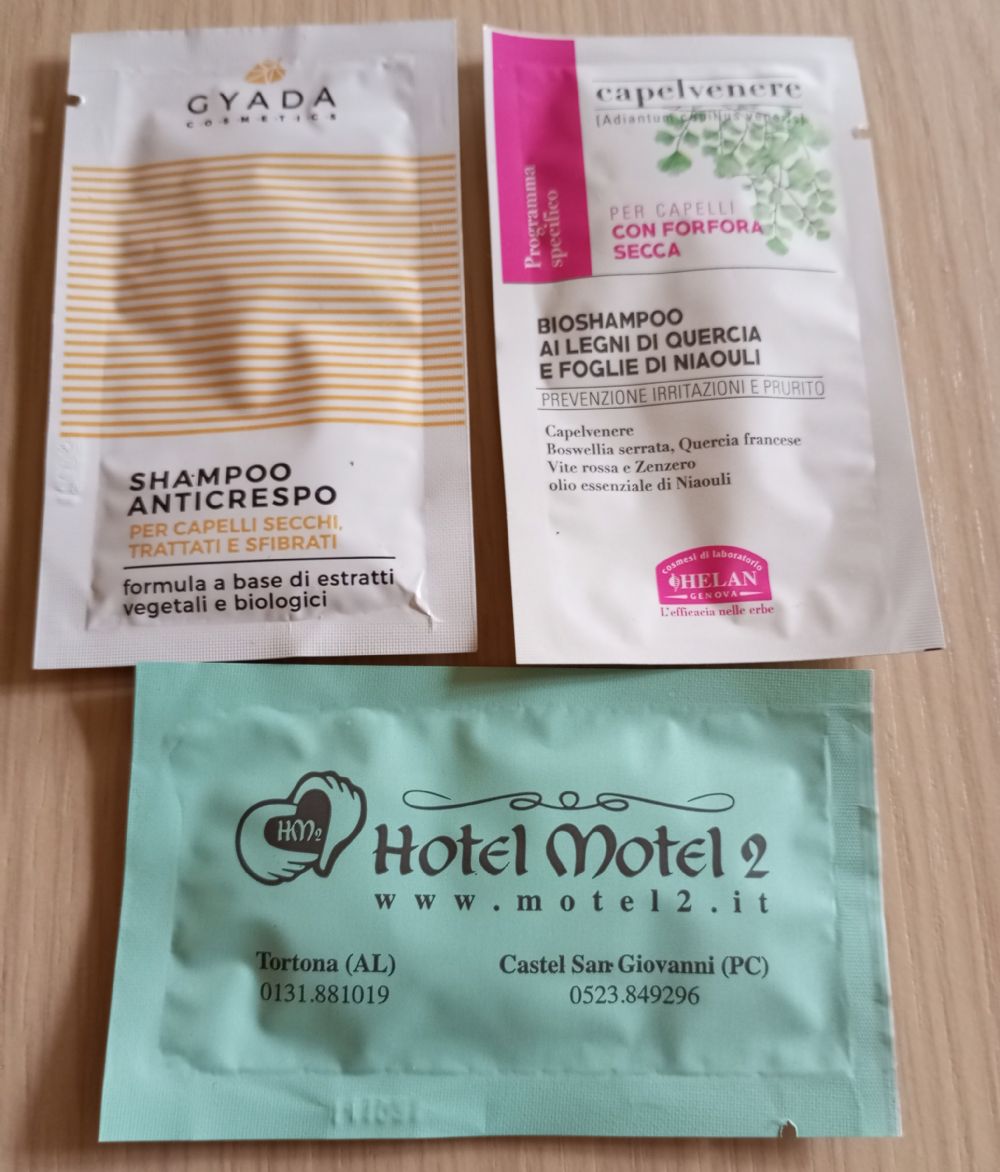 GYADA
COSMETICS
SHAMPOO
ANTICRESPO
PER CAPELLI SECCHI,
TRATTATI E SFIBRATI
formula a base di estratti
vegetali e biologici
capelvenere
[Adiantum capillus veneris]
Programma
specifico
PER CAPELLI
CON FORFORA
SECCA
BIOSHAMPOO
AI LEGNI DI QUERCIA
E FOGLIE DI NIAOULI
PREVENZIONE IRRITAZIONI E PRURITO
Capelvenere
Boswellia serrata, Quercia francese
Vite rossa e Zenzero
olio essenziale di Niaouli
cosmesi di laboratorio
HELAN
GENOVA
L'efficacia nelle erbe
HM2
Hotel Motel 2
www.motel2.it
Tortona (AL)
0131.881019
Castel San Giovanni (PC)
0523.849296